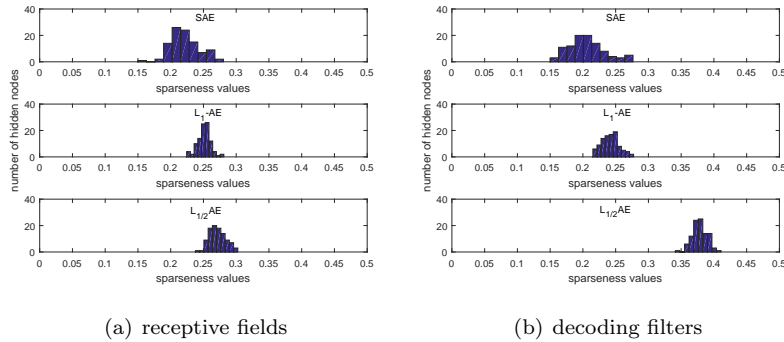 SAE
40
20
0
0 0.05 0.1 0.15 0.2 0.25 0.3 0.35 0.4 0.45 0.5
sparseness values
L1-AE
40
20
0
0 0.05 0.1 0.15 0.2 0.25 0.3 0.35 0.4 0.45 0.5
sparseness values
L1/2AE
40
20
0
0 0.05 0.1 0.15 0.2 0.25 0.3 0.35 0.4 0.45 0.5
sparseness values
number of hidden nodes
(a) receptive fields
SAE
40
20
0
0 0.05 0.1 0.15 0.2 0.25 0.3 0.35 0.4 0.45 0.5
sparseness values
L1-AE
40
20
0
0 0.05 0.1 0.15 0.2 0.25 0.3 0.35 0.4 0.45 0.5
sparseness values
L1/2AE
40
20
0
0 0.05 0.1 0.15 0.2 0.25 0.3 0.35 0.4 0.45 0.5
sparseness values
number of hidden nodes
(b) decoding filters